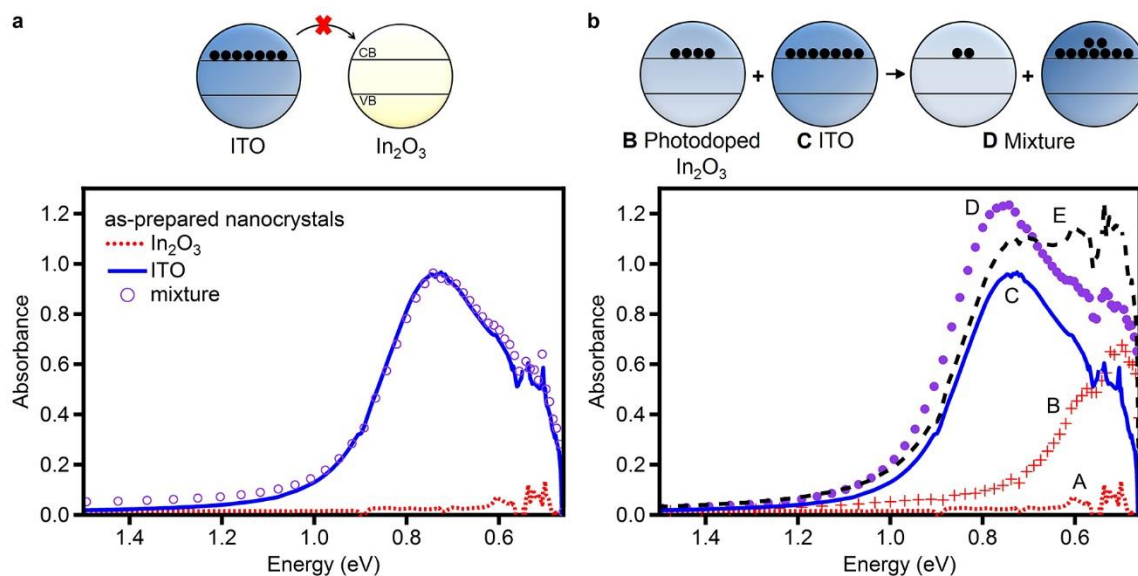 a
CB
VB
ITO
In₂O₃
as-prepared nanocrystals
In₂O₃
ITO
mixture
Absorbance
1.2
1.0
0.8
0.6
0.4
0.2
0.0
1.4 1.2 1.0 0.8 0.6
Energy (eV)
b
+ +
B Photodoped
In₂O₃
C ITO
D Mixture
Absorbance
1.2
1.0
0.8
0.6
0.4
0.2
0.0
D
E
C
B
A
1.4 1.2 1.0 0.8 0.6
Energy (eV)